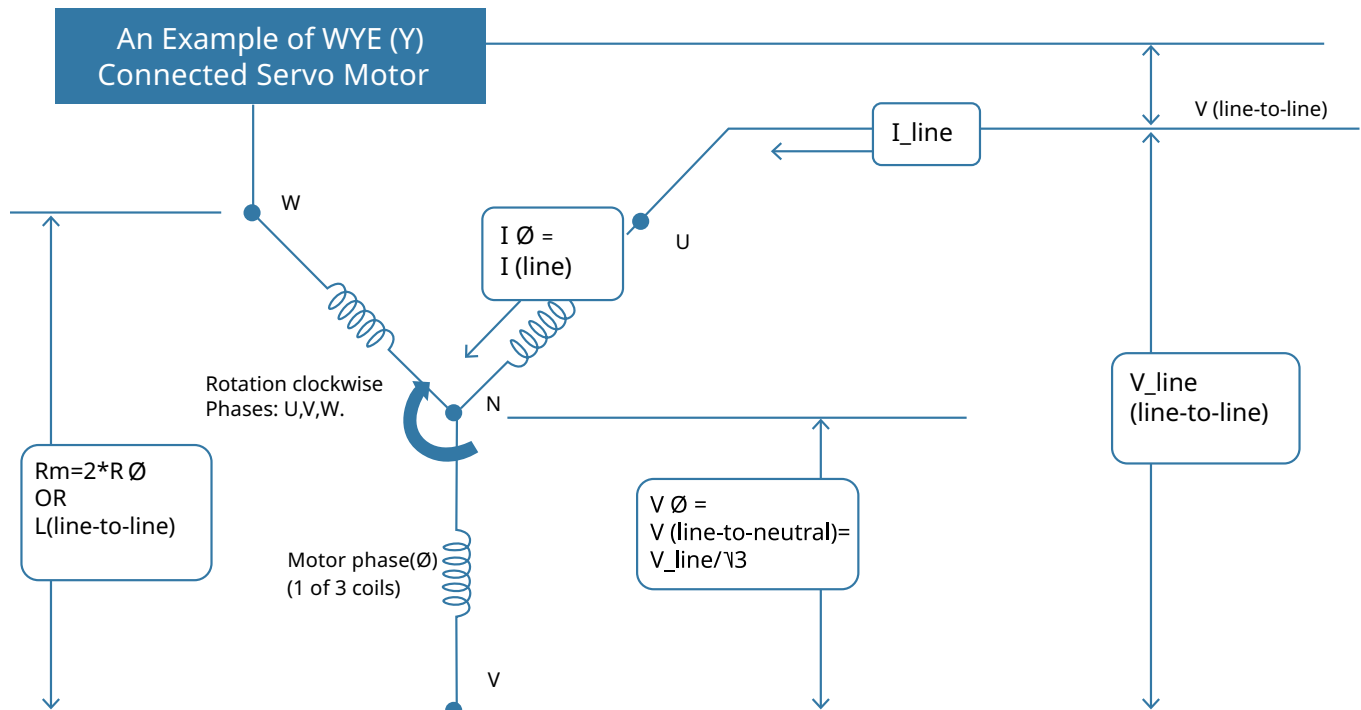 An Example of WYE (Y)
Connected Servo Motor
V (line-to-line)
I_line
W
U
I Ø =
I (line)
Rotation clockwise
Phases: U,V,W.
N
V_line
(line-to-line)
Rm=2*R Ø
OR
L(line-to-line)
V Ø =
V (line-to-neutral)=
V_line/√3
Motor phase(Ø)
(1 of 3 coils)
V